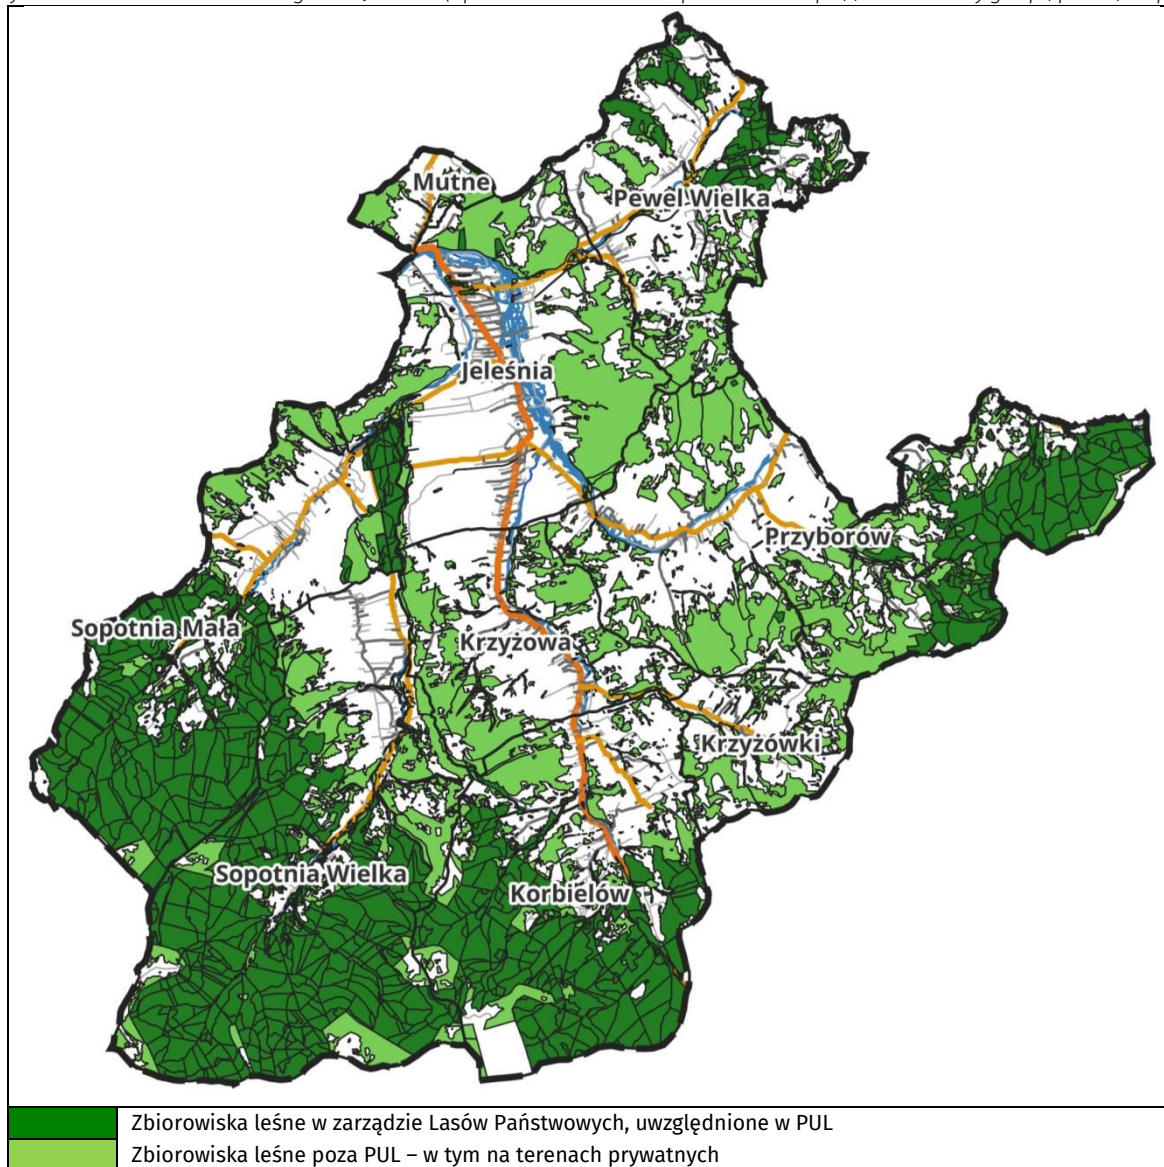 Mutne
Pewel Wielka
Jeleśnia
Przyborów
Sopotnia Mała
Krzyżowa
Krzyżówki
Sopotnia Wielka
Korbielów
Zbiorowiska leśne w zarządzie Lasów Państwowych, uwzględnione w PUL
Zbiorowiska leśne poza PUL – w tym na terenach prywatnych